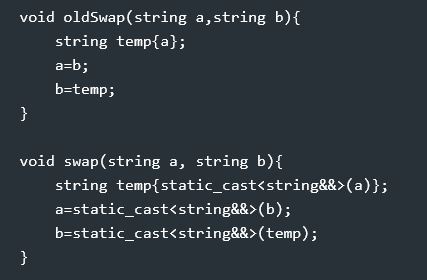 void oldSwap(string a,string b){
    string temp{a};
    a=b;
    b=temp;
}

void swap(string a, string b){
    string temp{static_cast<string&&>(a)};
    a=static_cast<string&&>(b);
    b=static_cast<string&&>(temp);
}